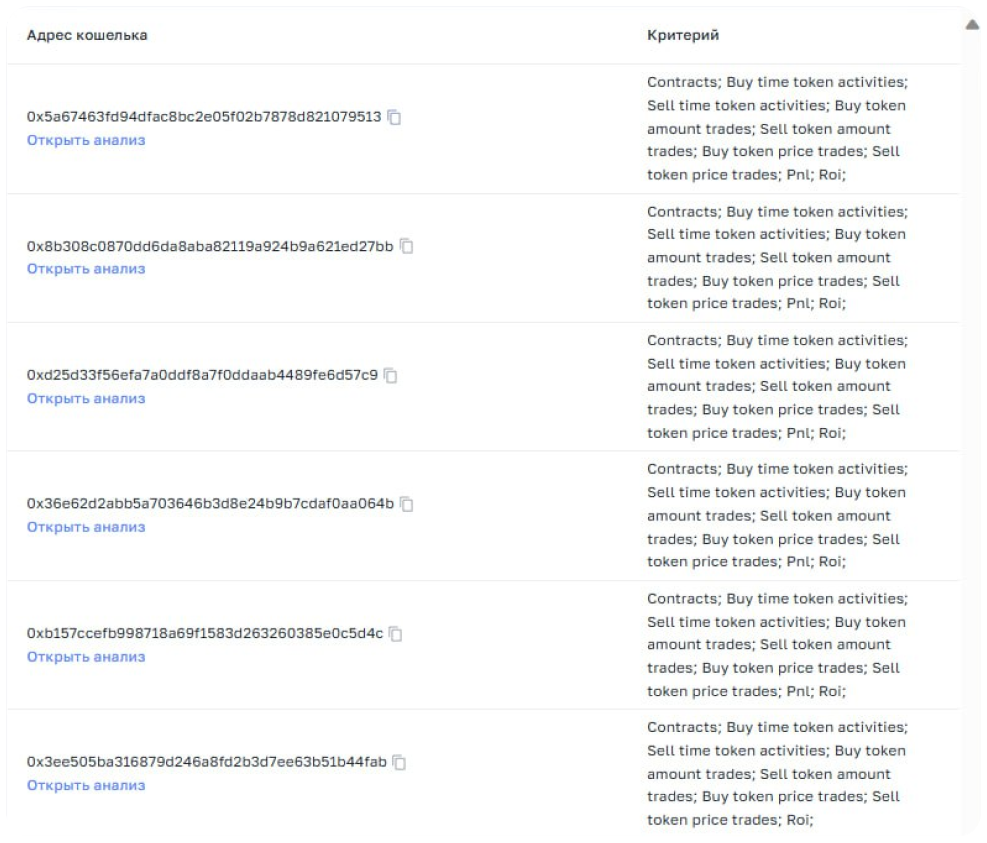 Адрес кошелька
Критерий
0x5a67463fd94dfac8bc2e05f02b7878d821079513
Открыть анализ
Contracts; Buy time token activities;
Sell time token activities; Buy token
amount trades; Sell token amount
trades; Buy token price trades; Sell
token price trades; Pnl; Roi;
0x8b308c0870dd6da8aba82119a924b9a621ed27bb
Открыть анализ
Contracts; Buy time token activities;
Sell time token activities; Buy token
amount trades; Sell token amount
trades; Buy token price trades; Sell
token price trades; Pnl; Roi;
0xd25d33f56efa7a0ddf8a7f0ddaab4489fe6d57c9
Открыть анализ
Contracts; Buy time token activities;
Sell time token activities; Buy token
amount trades; Sell token amount
trades; Buy token price trades; Sell
token price trades; Pnl; Roi;
0x36e62d2abb5a703646b3d8e24b9b7cdaf0aa064b
Открыть анализ
Contracts; Buy time token activities;
Sell time token activities; Buy token
amount trades; Sell token amount
trades; Buy token price trades; Sell
token price trades; Pnl; Roi;
0xb157ccefb998718a69f1583d263260385e0c5d4c
Открыть анализ
Contracts; Buy time token activities;
Sell time token activities; Buy token
amount trades; Sell token amount
trades; Buy token price trades; Sell
token price trades; Pnl; Roi;
0x3ee505ba316879d246a8fd2b3d7ee63b51b44fab
Открыть анализ
Contracts; Buy time token activities;
Sell time token activities; Buy token
amount trades; Sell token amount
trades; Buy token price trades; Sell
token price trades; Roi;